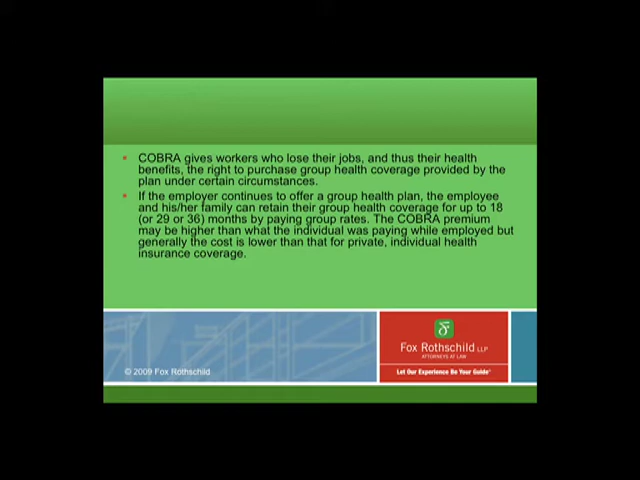 COBRA gives workers who lose their jobs, and thus their health
benefits, the right to purchase group health coverage provided by the
plan under certain circumstances.
If the employer continues to offer a group health plan, the employee
and his/her family can retain their group health coverage for up to 18
(or 29 or 36) months by paying group rates. The COBRA premium
may be higher than what the individual was paying while employed but
generally the cost is lower than that for private, individual health
insurance coverage.
Fox Rothschild LLP
ATTORNEYS AT LAW
Let Our Experience Be Your Guide
© 2009 Fox Rothschild